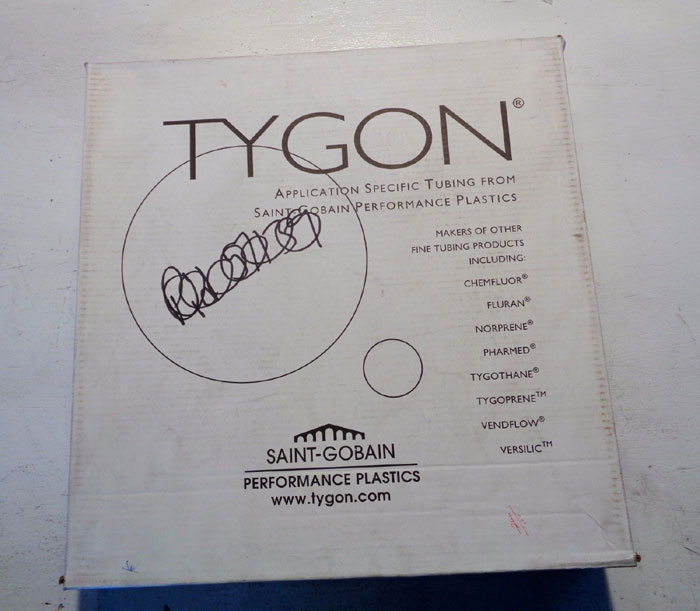 TYGON®
APPLICATION SPECIFIC TUBING FROM
SAINT-GOBAIN PERFORMANCE PLASTICS
MAKERS OF OTHER
FINE TUBING PRODUCTS
INCLUDING:
CHEMFLUOR®
FLURAN®
NORPRENE®
PHARMED®
TYGOTHANE®
TYGOPRENE™
VENDFLOW®
VERSILIC™
SAINT-GOBAIN
PERFORMANCE PLASTICS
www.tygon.com